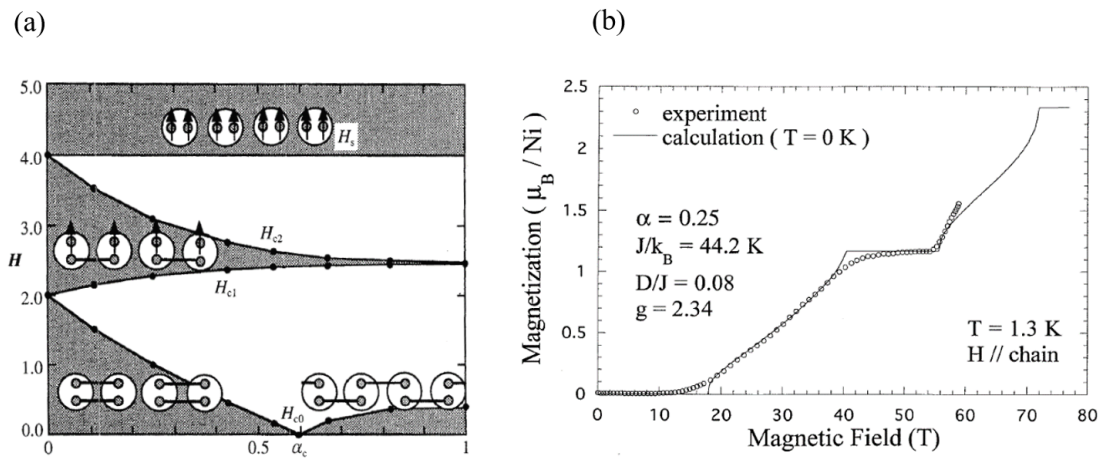 (a)
(b)
5.0
4.0
3.0
H
2.0
1.0
0.0
Hs
Hc2
Hc1
Hc0
0
0.5
αc
1
Magnetization ( μB / Ni )
2.5
2
1.5
1
0.5
0
experiment
calculation ( T = 0 K )
α = 0.25
J/kB = 44.2 K
D/J = 0.08
g = 2.34
T = 1.3 K
H // chain
0 10 20 30 40 50 60 70 80
Magnetic Field (T)